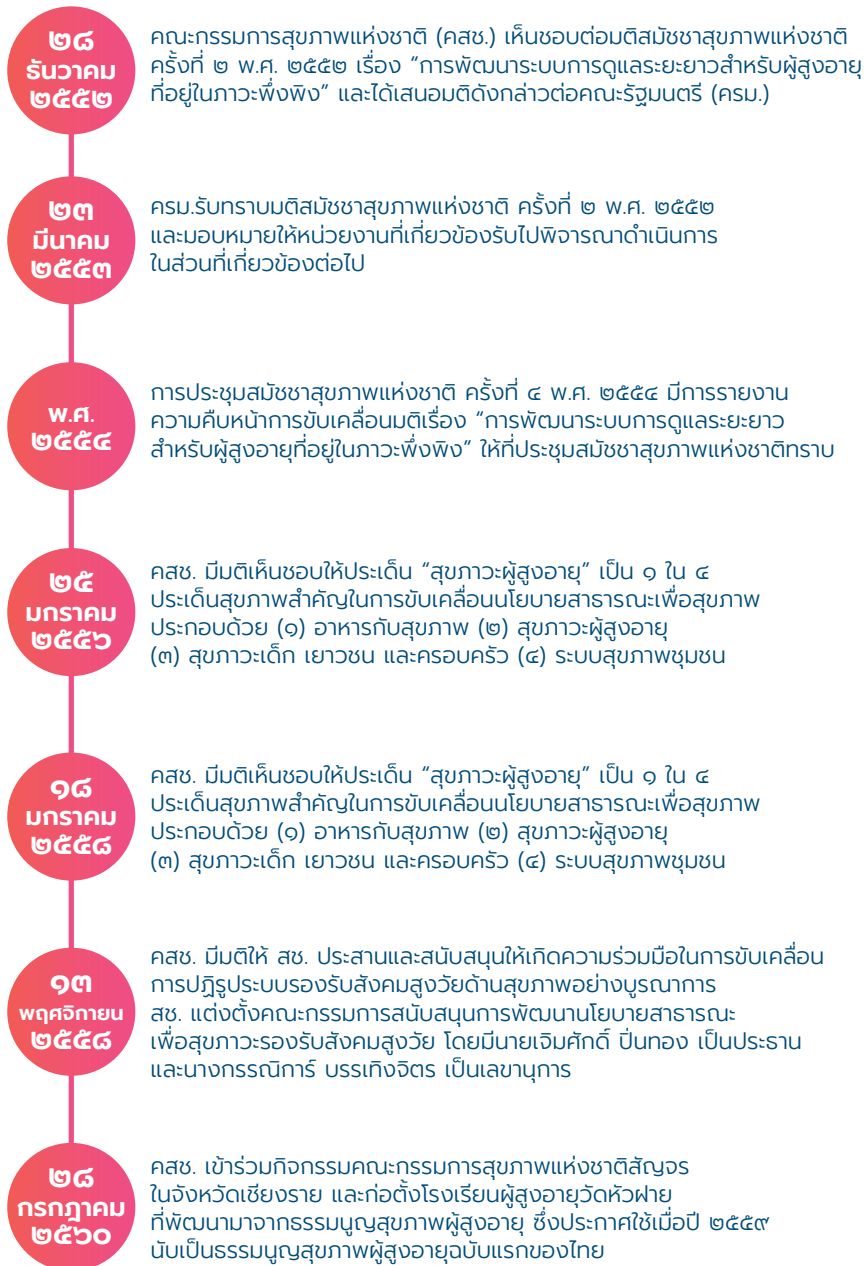 ๒๘
ธันวาคม
๒๕๕๒
คณะกรรมการสุขภาพแห่งชาติ (คสช.) เห็นชอบต่อมติสมัชชาสุขภาพแห่งชาติ
ครั้งที่ ๒ พ.ศ. ๒๕๕๒ เรื่อง “การพัฒนาระบบการดูแลระยะยาวสำหรับผู้สูงอายุ
ที่อยู่ในภาวะพึ่งพิง” และได้เสนอมติดังกล่าวต่อคณะรัฐมนตรี (ครม.)
๒๓
มีนาคม
๒๕๕๓
ครม.รับทราบมติสมัชชาสุขภาพแห่งชาติ ครั้งที่ ๒ พ.ศ. ๒๕๕๒
และมอบหมายให้หน่วยงานที่เกี่ยวข้องรับไปพิจารณาดำเนินการ
ในส่วนที่เกี่ยวข้องต่อไป
พ.ศ.
๒๕๕๔
การประชุมสมัชชาสุขภาพแห่งชาติ ครั้งที่ ๔ พ.ศ. ๒๕๕๔ มีการรายงาน
ความคืบหน้าการขับเคลื่อนมติเรื่อง “การพัฒนาระบบการดูแลระยะยาว
สำหรับผู้สูงอายุที่อยู่ในภาวะพึ่งพิง” ให้ที่ประชุมสมัชชาสุขภาพแห่งชาติทราบ
๒๕
มกราคม
๒๕๕๖
คสช. มีมติเห็นชอบให้ประเด็น “สุขภาวะผู้สูงอายุ” เป็น ๑ ใน ๔
ประเด็นสุขภาพสำคัญในการขับเคลื่อนนโยบายสาธารณะเพื่อสุขภาพ
ประกอบด้วย (๑) อาหารกับสุขภาพ (๒) สุขภาวะผู้สูงอายุ
(๓) สุขภาวะเด็ก เยาวชน และครอบครัว (๔) ระบบสุขภาพชุมชน
๑๘
มกราคม
๒๕๕๘
คสช. มีมติเห็นชอบให้ประเด็น “สุขภาวะผู้สูงอายุ” เป็น ๑ ใน ๔
ประเด็นสุขภาพสำคัญในการขับเคลื่อนนโยบายสาธารณะเพื่อสุขภาพ
ประกอบด้วย (๑) อาหารกับสุขภาพ (๒) สุขภาวะผู้สูงอายุ
(๓) สุขภาวะเด็ก เยาวชน และครอบครัว (๔) ระบบสุขภาพชุมชน
๑๓
พฤศจิกายน
๒๕๕๘
คสช. มีมติให้ สช. ประสานและสนับสนุนให้เกิดความร่วมมือในการขับเคลื่อน
การปฏิรูประบบรองรับสังคมสูงวัยด้านสุขภาพอย่างบูรณาการ
สช. แต่งตั้งคณะกรรมการสนับสนุนการพัฒนานโยบายสาธารณะ
เพื่อสุขภาวะรองรับสังคมสูงวัย โดยมีนายเจิมศักดิ์ ปิ่นทอง เป็นประธาน
และนางกรรณิการ์ บรรเทิงจิตร เป็นเลขานุการ
๒๘
กรกฎาคม
๒๕๖๐
คสช. เข้าร่วมกิจกรรมคณะกรรมการสุขภาพแห่งชาติสัญจร
ในจังหวัดเชียงราย และก่อตั้งโรงเรียนผู้สูงอายุวัดหัวฝาย
ที่พัฒนามาจากธรรมนูญสุขภาพผู้สูงอายุ ซึ่งประกาศใช้เมื่อปี ๒๕๕๙
นับเป็นธรรมนูญสุขภาพผู้สูงอายุฉบับแรกของไทย